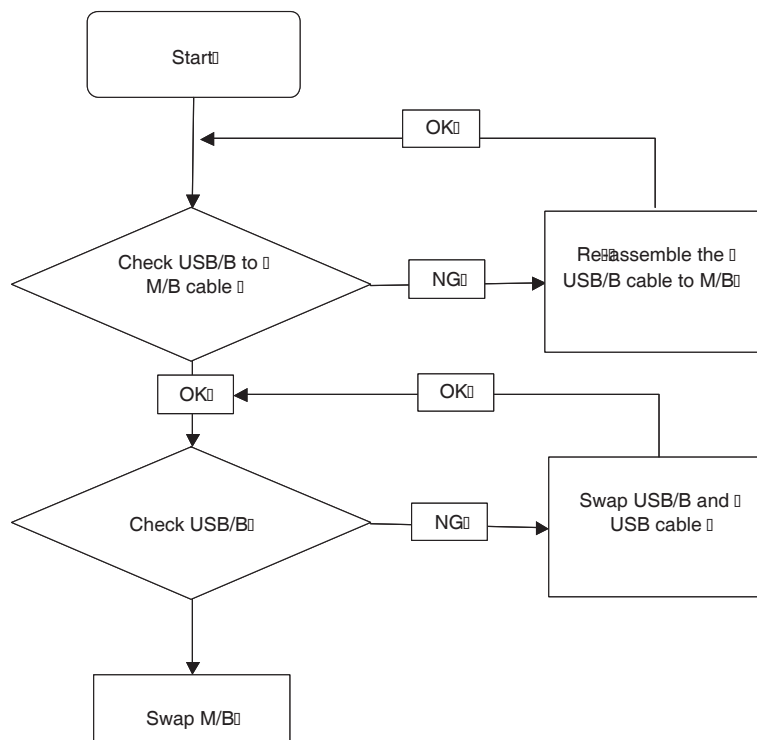 Start
OK
Check USB/B to
M/B cable
NG
Re-assemble the
USB/B cable to M/B
OK
OK
Check USB/B
NG
Swap USB/B and
USB cable
Swap M/B